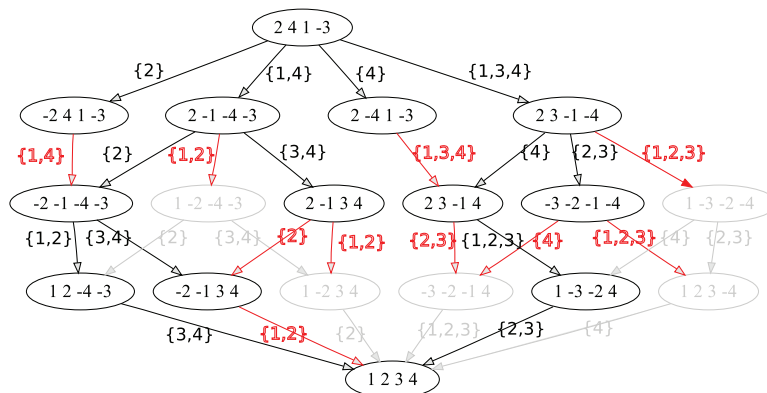 2 4 1 -3
{2} {1,4} {4} {1,3,4}
-2 4 1 -3 2 -1 -4 -3 2 -4 1 -3 2 3 -1 -4
{1,4} {2} {1,2} {3,4} {1,3,4} {4} {2,3} {1,2,3}
-2 -1 -4 -3 1 -2 -4 -3 2 -1 3 4 2 3 -1 4 -3 -2 -1 -4 1 -3 -2 -4
{1,2} {3,4} {2} {3,4} {2} {1,2} {2,3} {1,2,3} {4} {1,2,3} {4} {2,3}
1 2 -4 -3 -2 -1 3 4 1 -2 3 4 -3 -2 -1 4 1 -3 -2 4 1 2 3 -4
{3,4} {1,2} {2} {1,2,3} {2,3} {4}
1 2 3 4